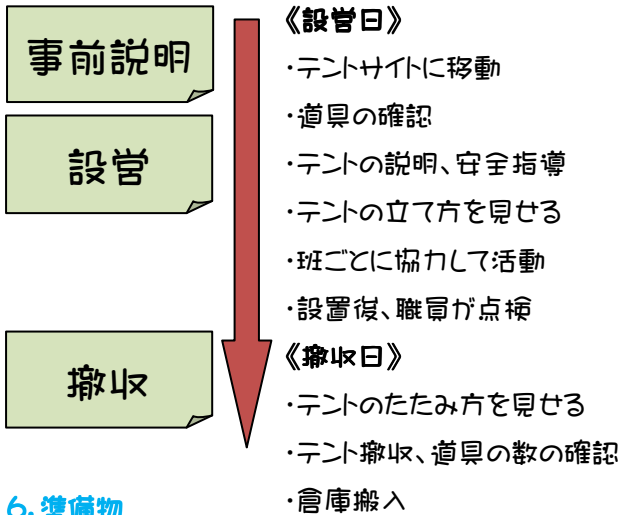 事前説明
設営
撤収
《設営日》
・テントサイトに移動
・道具の確認
・テントの説明、安全指導
・テントの立て方を見せる
・班ごとに協力して活動
・設置後、職員が点検
《撤収日》
・テントのたたみ方を見せる
・テント撤収、道具の数の確認
・倉庫搬入
6.準備物